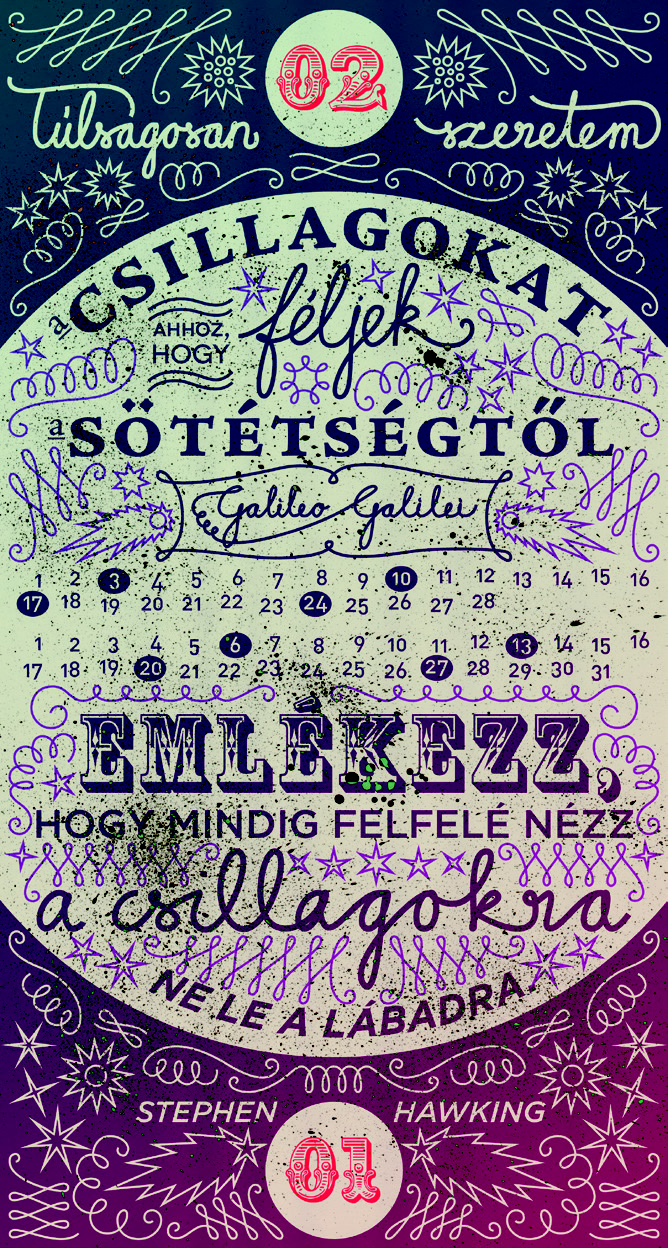 02
Túlságosan szeretem
a CSILLAGOKAT
AHHOZ,
HOGY
féljek
a SÖTÉTSÉGTŐL
Galileo Galilei
1 2 3 4 5 6 7 8 9 10 11 12 13 14 15 16
17 18 19 20 21 22 23 24 25 26 27 28
1 2 3 4 5 6 7 8 9 10 11 12 13 14 15 16
17 18 19 20 21 22 23 24 25 26 27 28 29 30 31
EMLÉKEZZ,
HOGY MINDIG FELFELÉ NÉZZ
a csillagokra
NE LE A LÁBADRA
STEPHEN HAWKING
01